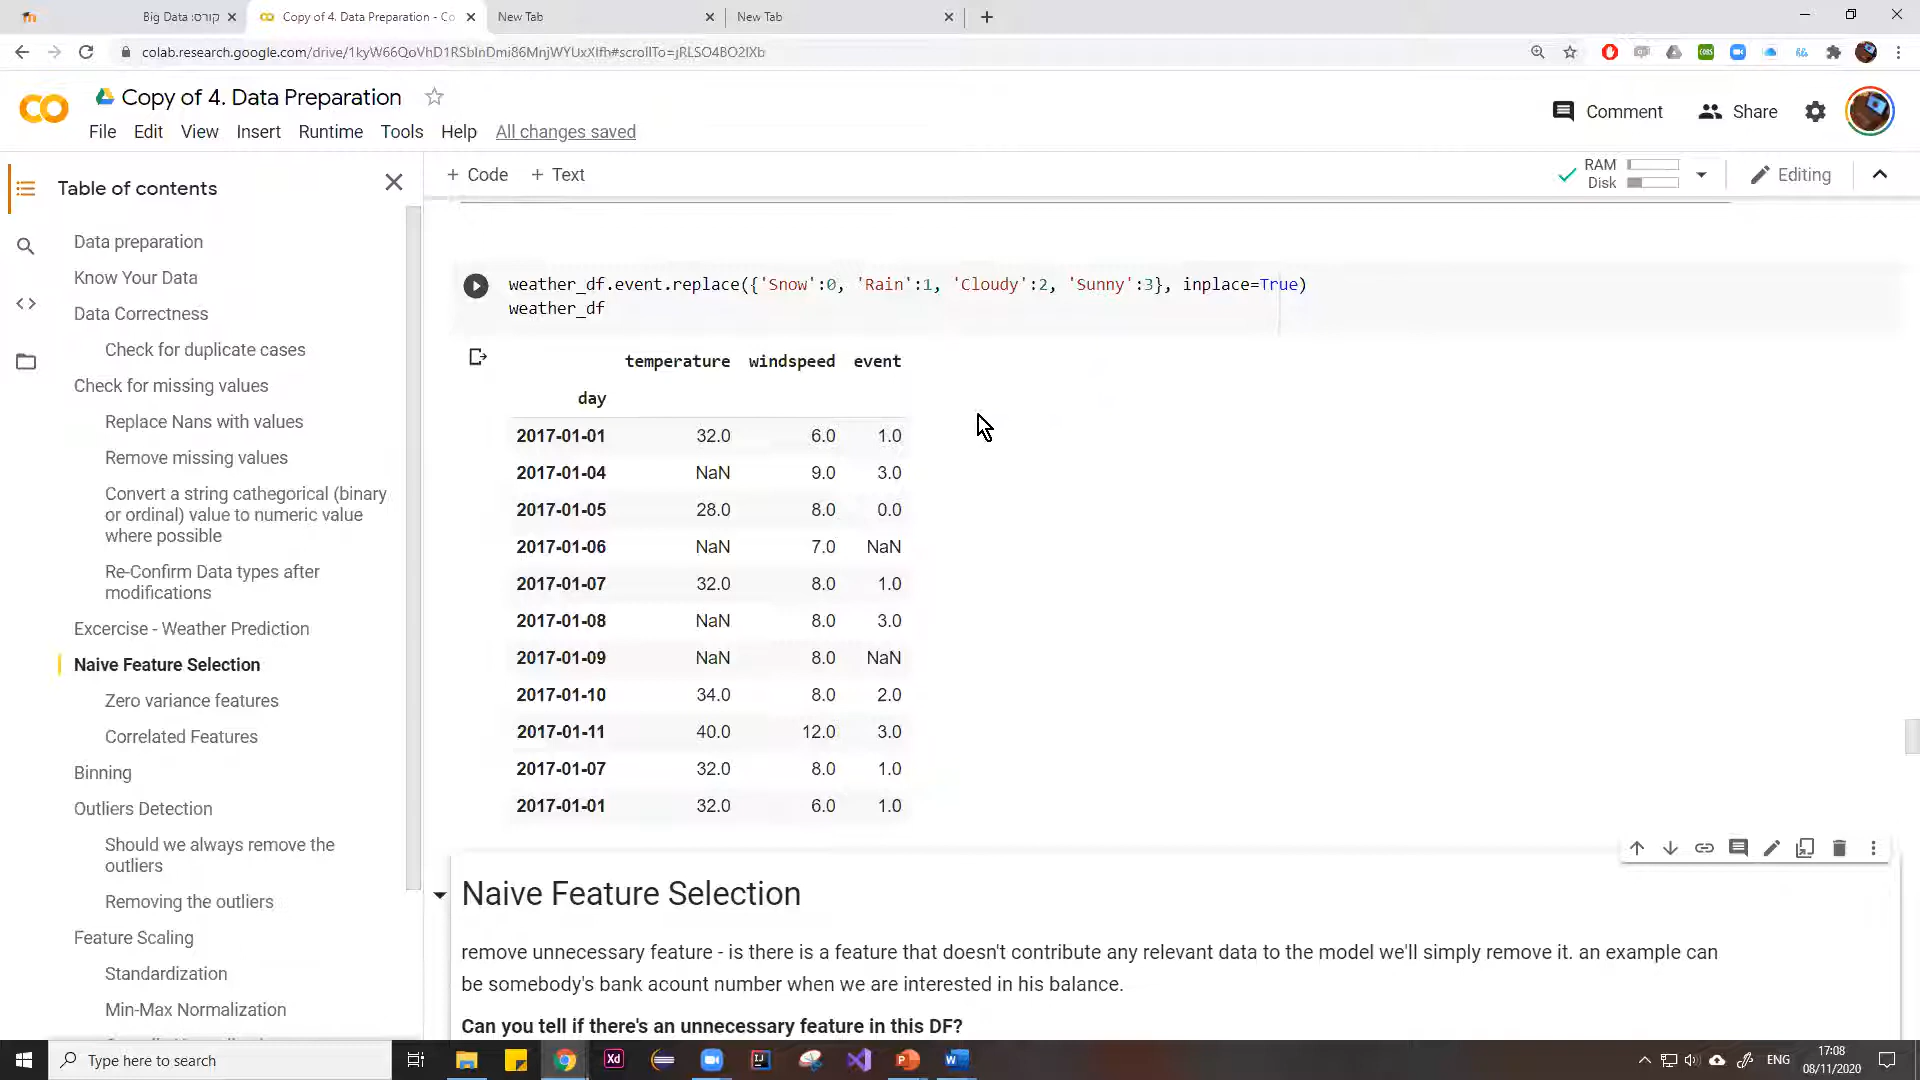 Big Data :קורס
Copy of 4. Data Preparation - Co
New Tab
New Tab
Copy of 4. Data Preparation
Comment
Share
File Edit View Insert Runtime Tools Help All changes saved
Table of contents
+ Code + Text
RAM
Disk
Editing
Data preparation
Know Your Data
Data Correctness
Check for duplicate cases
Check for missing values
Replace Nans with values
Remove missing values
Convert a string cathegorical (binary
or ordinal) value to numeric value
where possible
Re-Confirm Data types after
modifications
Excercise - Weather Prediction
Naive Feature Selection
Zero variance features
Correlated Features
Binning
Outliers Detection
Should we always remove the
outliers
Removing the outliers
Feature Scaling
Standardization
Min-Max Normalization
weather_df.event.replace({'Snow':0, 'Rain':1, 'Cloudy':2, 'Sunny':3}, inplace=True)
weather_df
temperature windspeed event
day
2017-01-01 32.0 6.0 1.0
2017-01-04 NaN 9.0 3.0
2017-01-05 28.0 8.0 0.0
2017-01-06 NaN 7.0 NaN
2017-01-07 32.0 8.0 1.0
2017-01-08 NaN 8.0 3.0
2017-01-09 NaN 8.0 NaN
2017-01-10 34.0 8.0 2.0
2017-01-11 40.0 12.0 3.0
2017-01-07 32.0 8.0 1.0
2017-01-01 32.0 6.0 1.0
Naive Feature Selection
remove unnecessary feature - is there is a feature that doesn't contribute any relevant data to the model we'll simply remove it. an example can
be somebody's bank acount number when we are interested in his balance.
Can you tell if there's an unnecessary feature in this DF?
Type here to search
ENG
17:08
08/11/2020